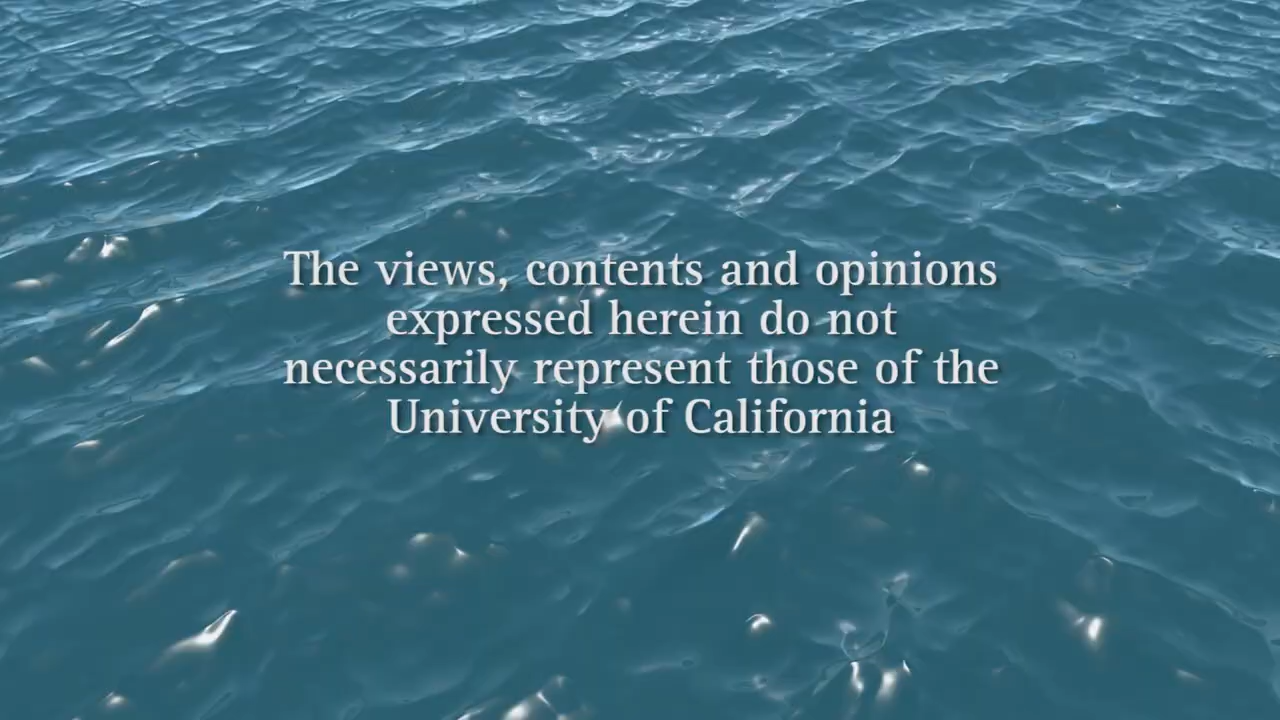 The views, contents and opinions
expressed herein do not
necessarily represent those of the
University of California